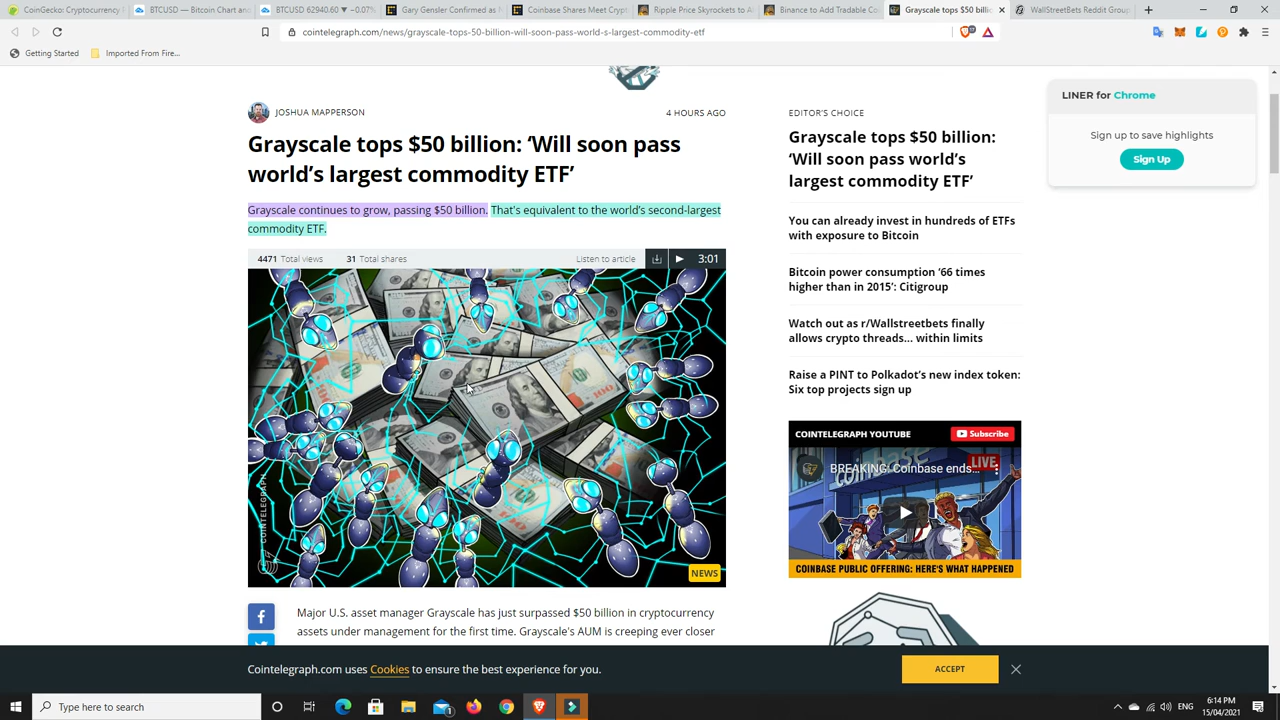 CoinGecko: Cryptocurrency P
BTCUSD — Bitcoin Chart and
BTCUSD 62940.60 ▼ −0.07%
Gary Gensler Confirmed as N
Coinbase Shares Meet Crypt
Ripple Price Skyrockets to A
Binance to Add Tradable Co
Grayscale tops $50 billion
WallStreetBets Reddit Group
cointelegraph.com/news/grayscale-tops-50-billion-will-soon-pass-world-s-largest-commodity-etf
Getting Started
Imported From Fire...
JOSHUA MAPPERSON
4 HOURS AGO
Grayscale tops $50 billion: ‘Will soon pass
world’s largest commodity ETF’
Grayscale continues to grow, passing $50 billion. That's equivalent to the world's second-largest
commodity ETF.
4471 Total views
31 Total shares
Listen to article
3:01
COINTELEGRAPH
NEWS
Major U.S. asset manager Grayscale has just surpassed $50 billion in cryptocurrency
assets under management for the first time. Grayscale's AUM is creeping ever closer
EDITOR'S CHOICE
Grayscale tops $50 billion:
‘Will soon pass world’s
largest commodity ETF’
You can already invest in hundreds of ETFs
with exposure to Bitcoin
Bitcoin power consumption ‘66 times
higher than in 2015’: Citigroup
Watch out as r/Wallstreetbets finally
allows crypto threads... within limits
Raise a PINT to Polkadot’s new index token:
Six top projects sign up
COINTELEGRAPH YOUTUBE
Subscribe
BREAKING: Coinbase ends...
LIVE
coinbase
COINBASE PUBLIC OFFERING: HERE'S WHAT HAPPENED
LINER for Chrome
Sign up to save highlights
Sign Up
Cointelegraph.com uses Cookies to ensure the best experience for you.
ACCEPT
Type here to search
ENG
6:14 PM
15/04/2021